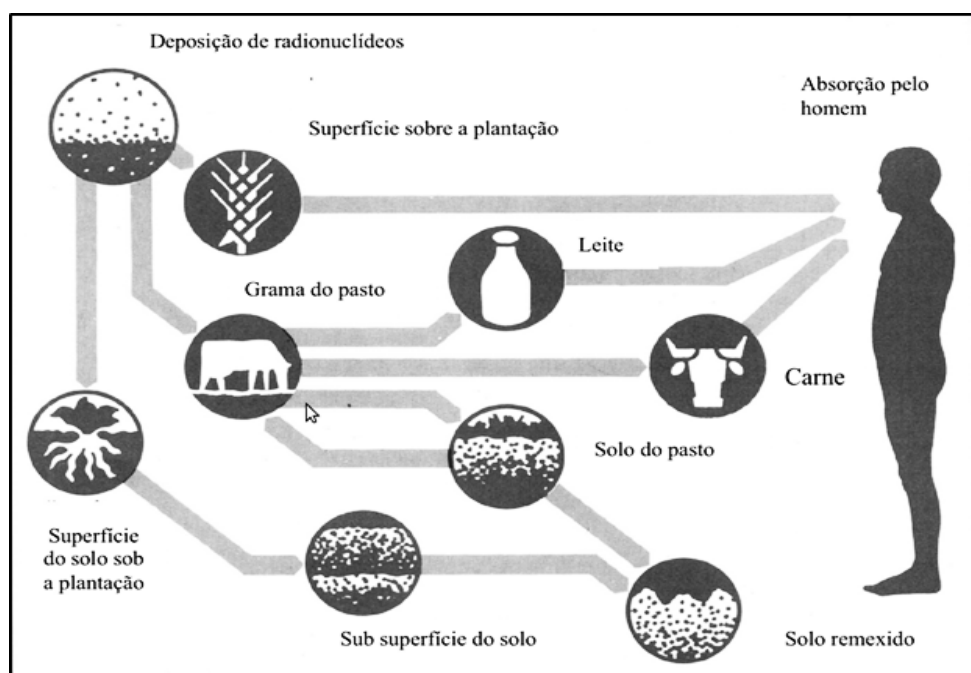 Deposição de radionuclídeos
Absorção pelo
homem
Superfície sobre a plantação
Leite
Grama do pasto
Carne
Solo do pasto
Superfície
do solo sob
a plantação
Sub superfície do solo
Solo remexido